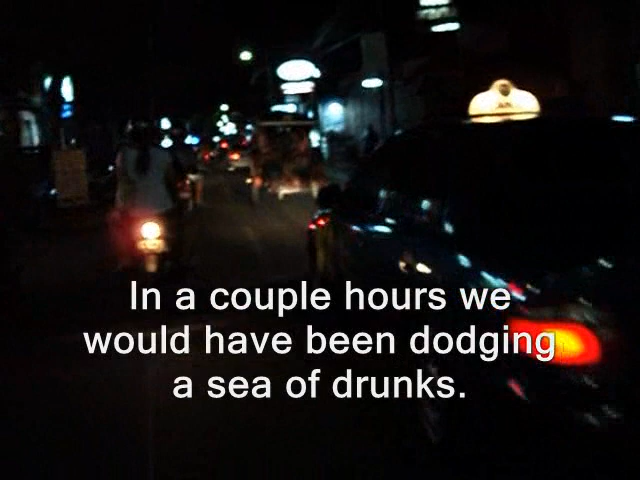 In a couple hours we
would have been dodging
a sea of drunks.